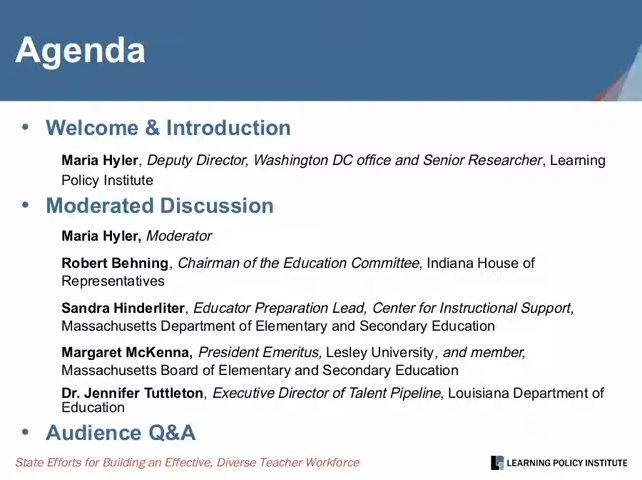 Agenda
• Welcome & Introduction
Maria Hyler, Deputy Director, Washington DC office and Senior Researcher, Learning
Policy Institute
• Moderated Discussion
Maria Hyler, Moderator
Robert Behning, Chairman of the Education Committee, Indiana House of
Representatives
Sandra Hinderliter, Educator Preparation Lead, Center for Instructional Support,
Massachusetts Department of Elementary and Secondary Education
Margaret McKenna, President Emeritus, Lesley University, and member,
Massachusetts Board of Elementary and Secondary Education
Dr. Jennifer Tuttleton, Executive Director of Talent Pipeline, Louisiana Department of
Education
• Audience Q&A
State Efforts for Building an Effective, Diverse Teacher Workforce
LEARNING POLICY INSTITUTE